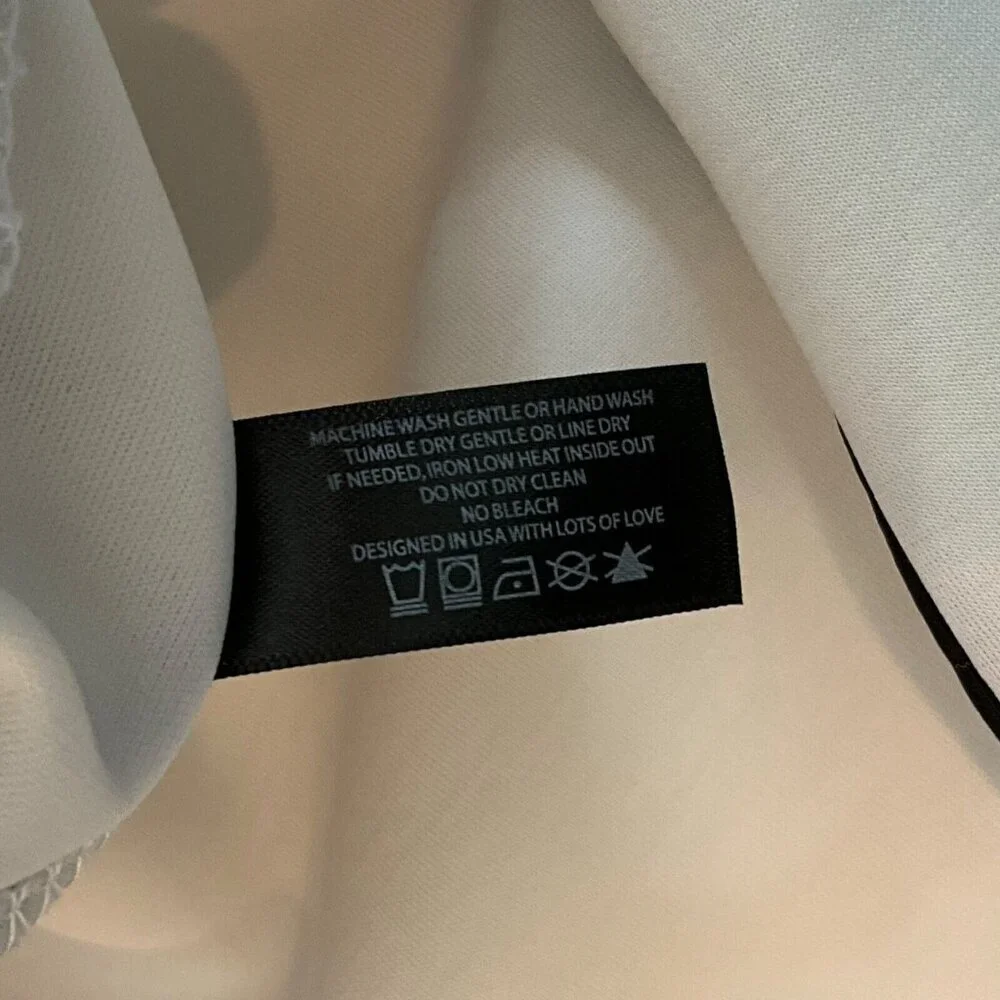 MACHINE WASH GENTLE OR HAND WASH
TUMBLE DRY GENTLE OR LINE DRY
IF NEEDED, IRON LOW HEAT INSIDE OUT
DO NOT DRY CLEAN
NO BLEACH
DESIGNED IN USA WITH LOTS OF LOVE